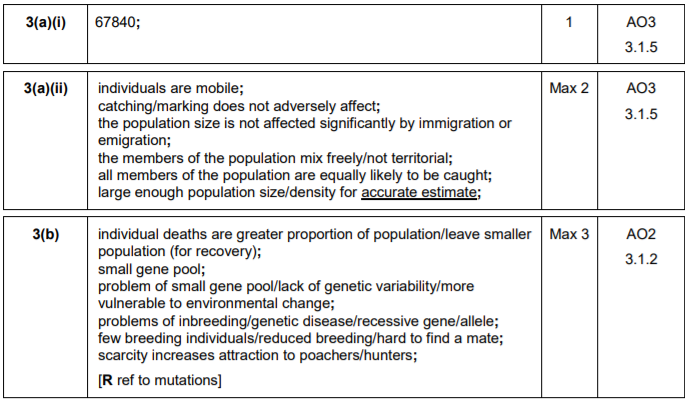 3(a)(i) 67840; 1 AO3
3.1.5
3(a)(ii) individuals are mobile; Max 2 AO3
catching/marking does not adversely affect;
3.1.5
the population size is not affected significantly by immigration or
emigration;
the members of the population mix freely/not territorial;
all members of the population are equally likely to be caught;
large enough population size/density for accurate estimate;
3(b) individual deaths are greater proportion of population/leave smaller Max 3 AO2
population (for recovery);
3.1.2
small gene pool;
problem of small gene pool/lack of genetic variability/more
vulnerable to environmental change;
problems of inbreeding/genetic disease/recessive gene/allele;
few breeding individuals/reduced breeding/hard to find a mate;
scarcity increases attraction to poachers/hunters;
[R ref to mutations]